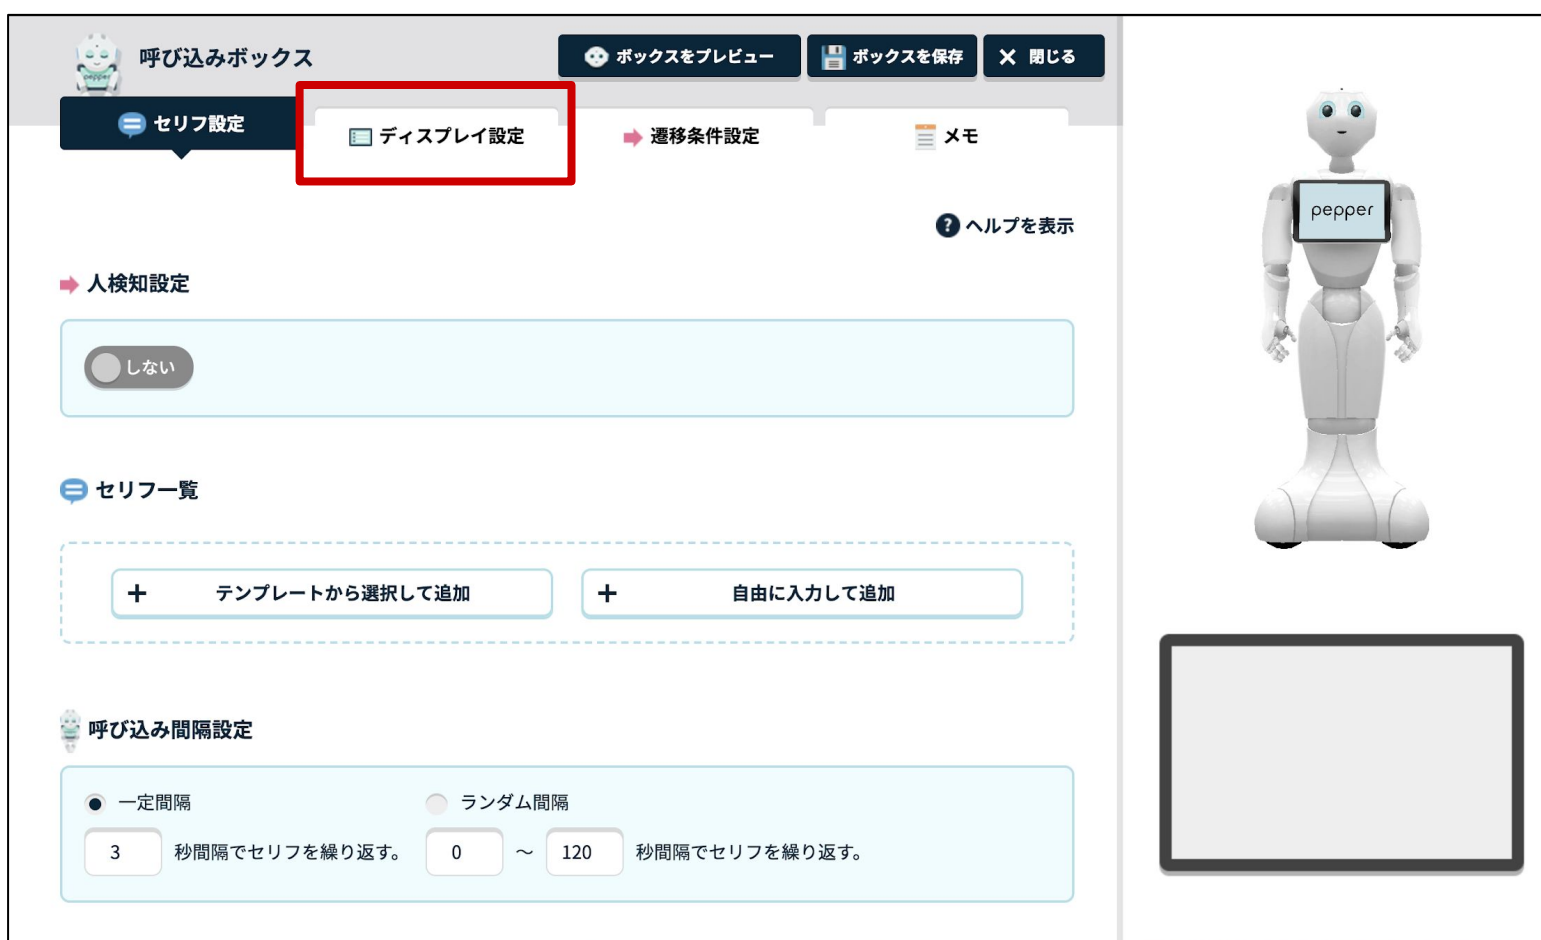 呼び込みボックス
ボックスをプレビュー
ボックスを保存
閉じる
セリフ設定
ディスプレイ設定
遷移条件設定
メモ
ヘルプを表示
人検知設定
しない
セリフ一覧
テンプレートから選択して追加
自由に入力して追加
呼び込み間隔設定
一定間隔
ランダム間隔
3 秒間隔でセリフを繰り返す。
0 ～ 120 秒間隔でセリフを繰り返す。
pepper
pepper